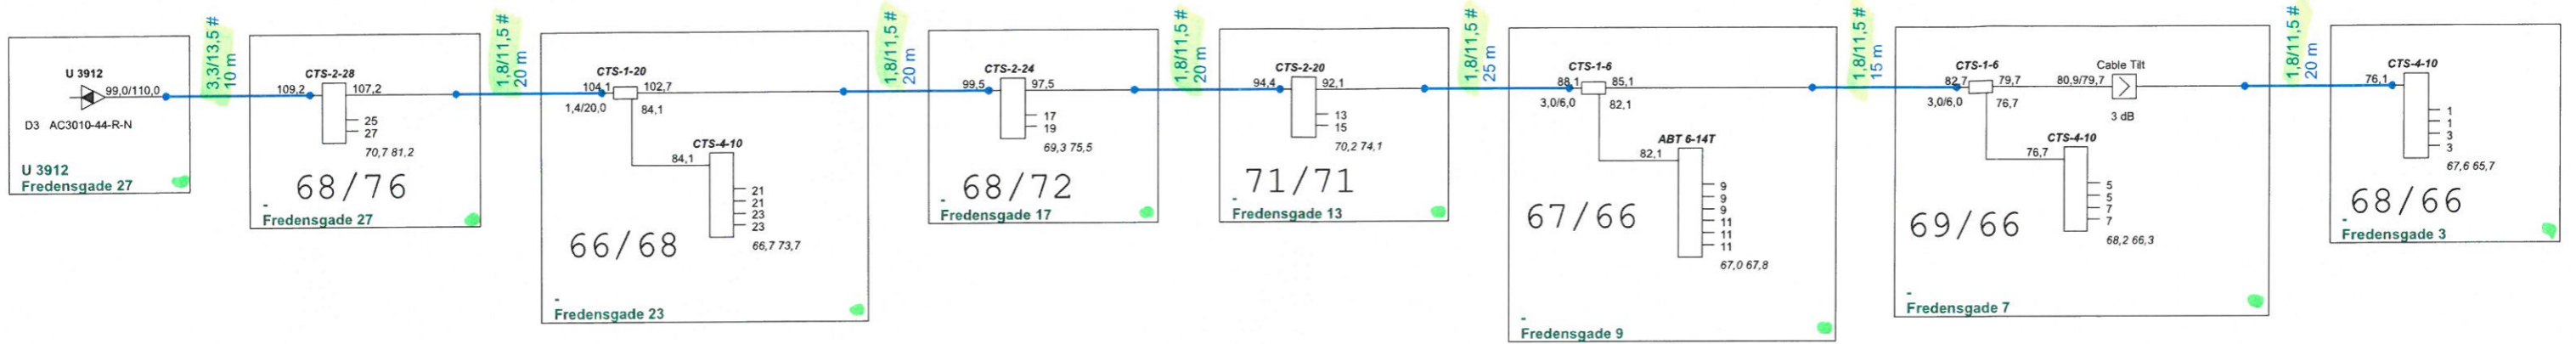 U 3912
99,0/110,0
D3 AC3010-44-R-N
U 3912
Fredensgade 27
3,3/13,5 #
10 m
CTS-2-28
109,2
107,2
25
27
70,7 81,2
68/76
-
Fredensgade 27
1,8/11,5 #
20 m
CTS-1-20
104,1
102,7
1,4/20,0
84,1
CTS-4-10
84,1
21
21
23
23
66,7 73,7
66/68
-
Fredensgade 23
1,8/11,5 #
20 m
CTS-2-24
99,5
97,5
17
19
69,3 75,5
68/72
-
Fredensgade 17
1,8/11,5 #
20 m
CTS-2-20
94,4
92,1
13
15
70,2 74,1
71/71
-
Fredensgade 13
1,8/11,5 #
25 m
CTS-1-6
88,1
85,1
3,0/6,0
82,1
ABT 6-14T
82,1
9
9
9
11
11
11
67,0 67,8
67/66
-
Fredensgade 9
1,8/11,5 #
15 m
CTS-1-6
82,7
79,7
3,0/6,0
76,7
80,9/79,7
Cable Tilt
3 dB
CTS-4-10
76,7
5
5
7
7
68,2 66,3
69/66
-
Fredensgade 7
1,8/11,5 #
20 m
CTS-4-10
76,1
1
1
3
3
67,6 65,7
68/66
-
Fredensgade 3